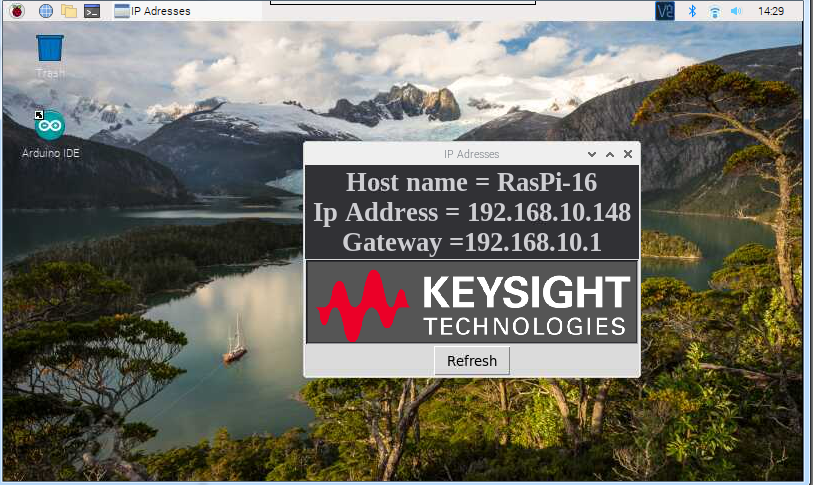 IP Adresses
14:29
Trash
Arduino IDE
IP Adresses
Host name = RasPi-16
Ip Address = 192.168.10.148
Gateway =192.168.10.1
KEYSIGHT
TECHNOLOGIES
Refresh